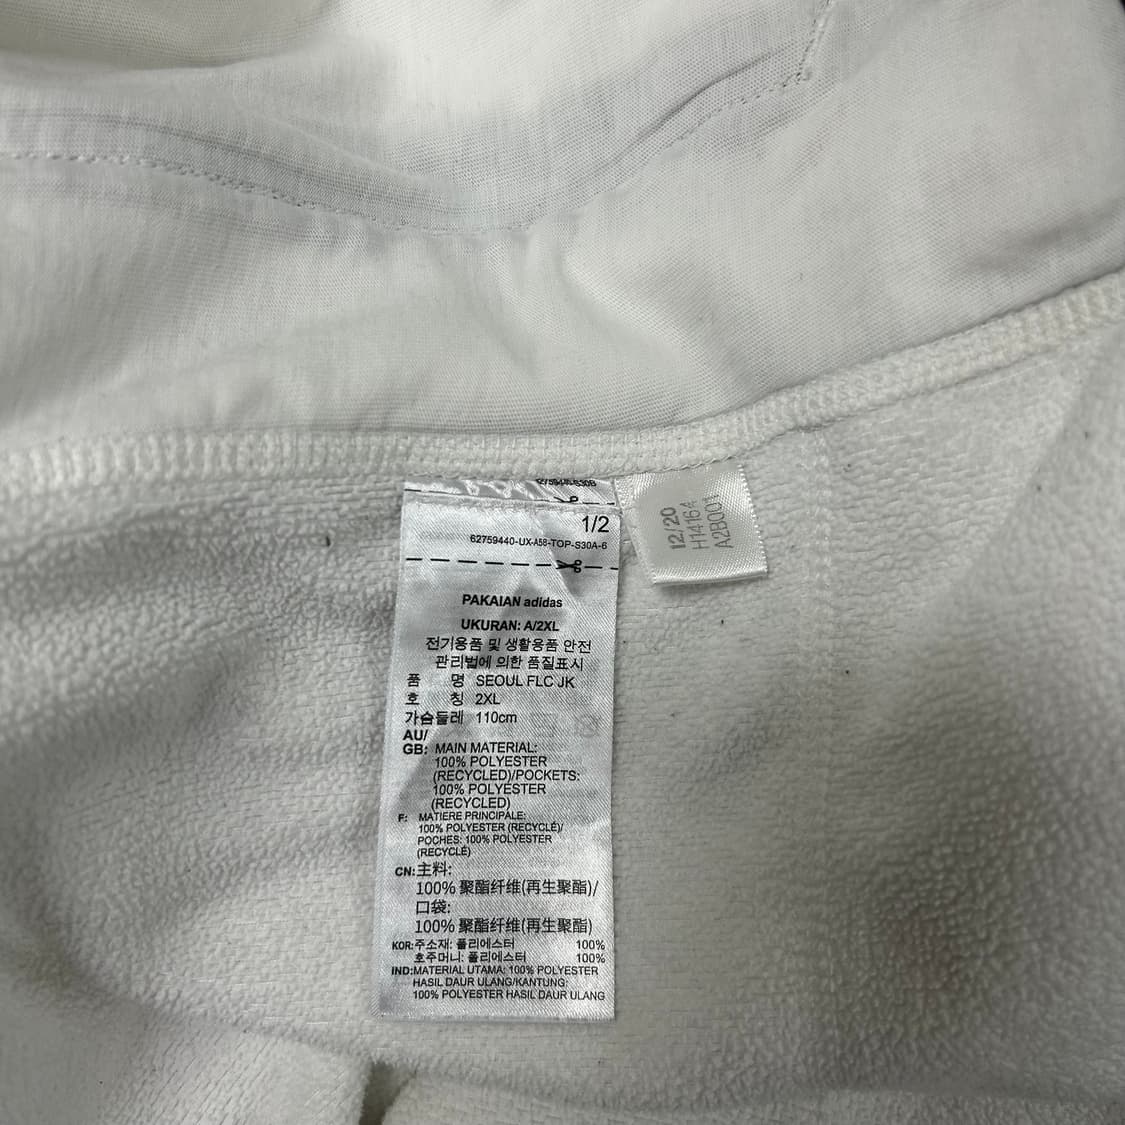 1/2
62759440-UX-A58-TOP-S30A-6
PAKAIAN adidas
UKURAN: A/2XL
전기용품 및 생활용품 안전
관리법에 의한 품질표시
품 명 SEOUL FLC JK
호 칭 2XL
가슴둘레 110cm
AU/
GB: MAIN MATERIAL:
100% POLYESTER
(RECYCLED)/POCKETS:
100% POLYESTER
(RECYCLED)
F: MATIERE PRINCIPALE:
100% POLYESTER (RECYCLÉ)/
POCHES: 100% POLYESTER
(RECYCLÉ)
CN:主料:
100% 聚酯纤维(再生聚酯)/
口袋:
100% 聚酯纤维(再生聚酯)
KOR:주소재: 폴리에스터 100%
호주머니: 폴리에스터 100%
IND:MATERIAL UTAMA: 100% POLYESTER
HASIL DAUR ULANG/KANTUNG:
100% POLYESTER HASIL DAUR ULANG
12/20
H14164
A2B001